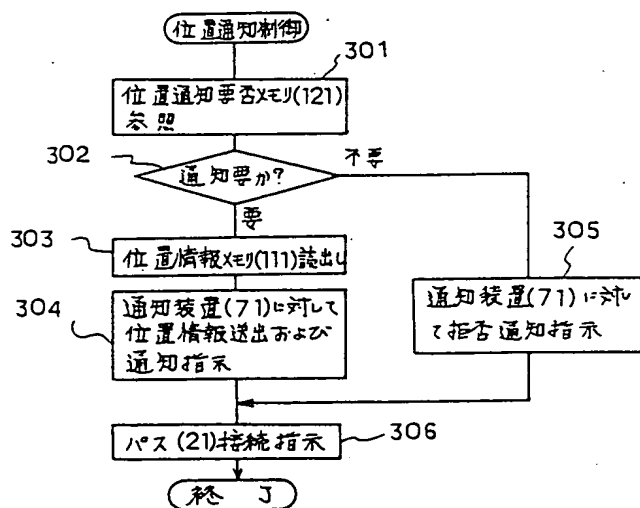 位置通知制御
301
位置通知要否メモリ(121)
参照
302
通知要か?
不要
要
303
位置情報メモリ(111)読出し
304
通知装置(71)に対して
位置情報送出および
通知指示
305
通知装置(71)に対し
て拒否通知指示
パス(21)接続指示
306
終了